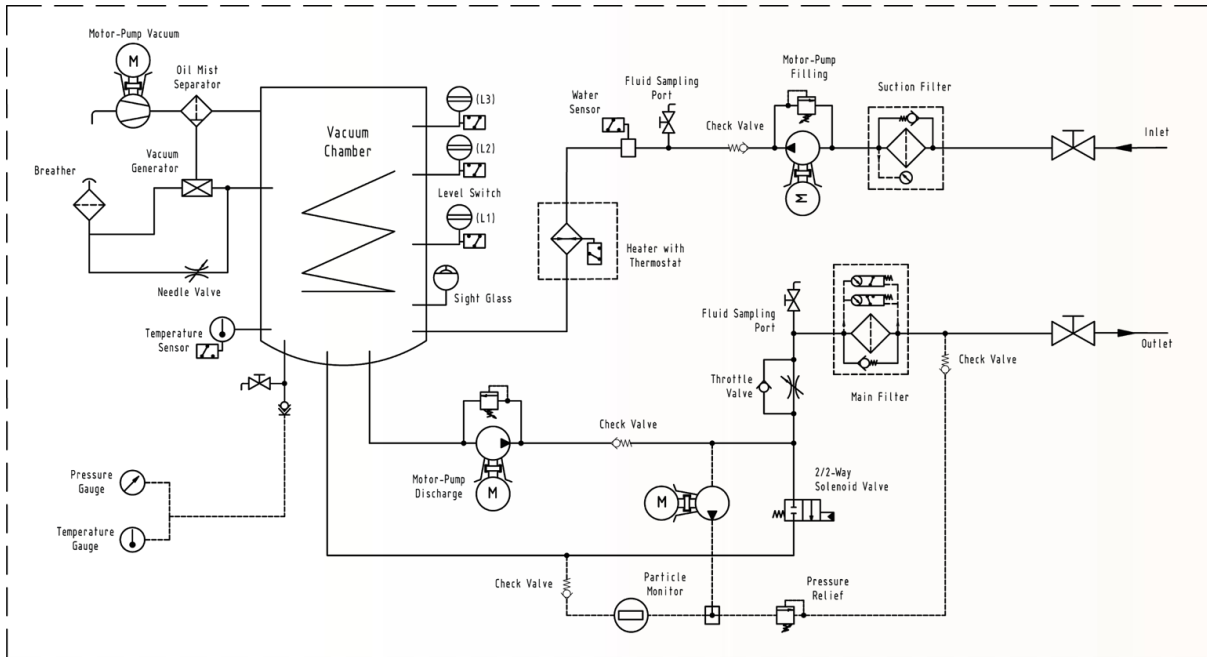 Motor-Pump Vacuum
M
Oil Mist
Separator
Vacuum
Generator
Breather
Needle Valve
Temperature
Sensor
Vacuum
Chamber
(L3)
(L2)
Level Switch
(L1)
Sight Glass
Water
Sensor
Fluid Sampling
Port
Check Valve
Motor-Pump
Filling
M
Suction Filter
Inlet
Heater with
Thermostat
Fluid Sampling
Port
Outlet
Check Valve
Throttle
Valve
Main Filter
Check Valve
Motor-Pump
Discharge
M
M
2/2-Way
Solenoid Valve
Pressure
Gauge
Temperature
Gauge
Check Valve
Particle
Monitor
Pressure
Relief